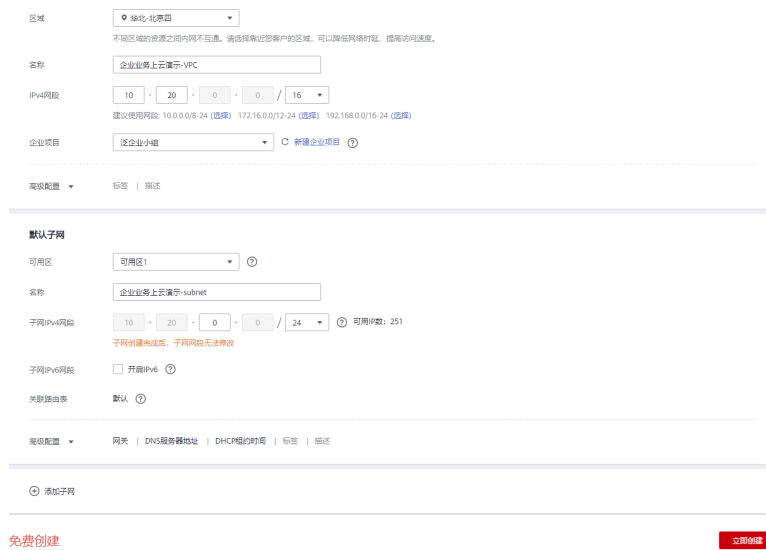 区域 华北-北京四
不同区域的资源之间内网不互通。请选择靠近您客户的区域，可以降低网络时延、提高访问速度。
名称 企业业务上云演示-VPC
IPv4网段 10 · 20 · 0 · 0 / 16
建议使用网段: 10.0.0.0/8-24 (选择) 172.16.0.0/12-24 (选择) 192.168.0.0/16-24 (选择)
企业项目 泛企业小组 新建企业项目 ?
高级配置 标签 | 描述
默认子网
可用区 可用区1 ?
名称 企业业务上云演示-subnet
子网IPv4网段 10 · 20 · 0 · 0 / 24 ? 可用IP数: 251
子网创建完成后，子网网段无法修改
子网IPv6网段 开启IPv6 ?
关联路由表 默认 ?
高级配置 网关 | DNS服务器地址 | DHCP租约时间 | 标签 | 描述
添加子网
免费创建 立即创建